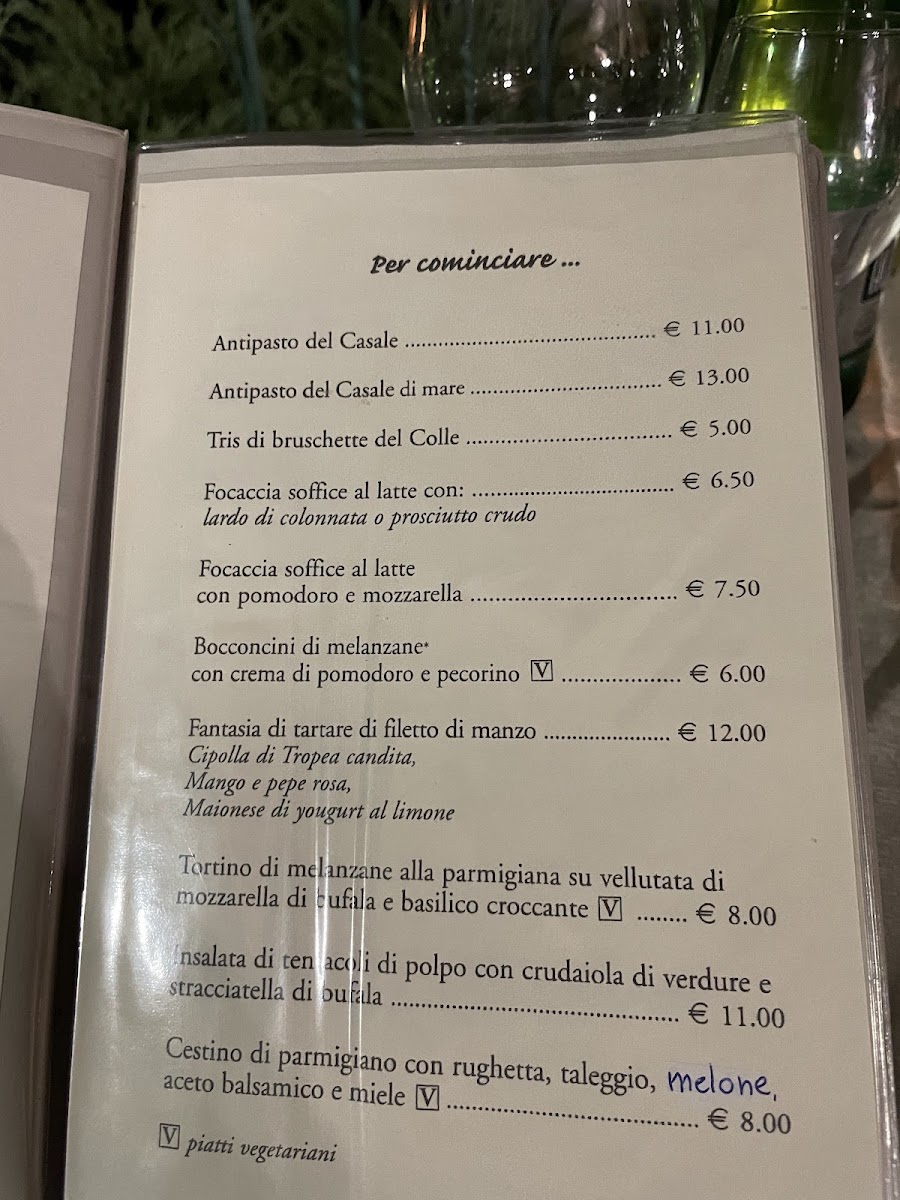 Per cominciare ...
Antipasto del Casale .......................................... € 11.00
Antipasto del Casale di mare ................................ € 13.00
Tris di bruschette del Colle ................................... € 5.00
Focaccia soffice al latte con: .................................. € 6.50
lardo di colonnata o prosciutto crudo
Focaccia soffice al latte
con pomodoro e mozzarella .................................. € 7.50
Bocconcini di melanzane*
con crema di pomodoro e pecorino V ................... € 6.00
Fantasia di tartare di filetto di manzo ..................... € 12.00
Cipolla di Tropea candita,
Mango e pepe rosa,
Maionese di yougurt al limone
Tortino di melanzane alla parmigiana su vellutata di
mozzarella di bufala e basilico croccante V ........ € 8.00
Insalata di tentacoli di polpo con crudaiola di verdure e
stracciatella di bufala ............................................... € 11.00
Cestino di parmigiano con rughetta, taleggio, melone,
aceto balsamico e miele V ......................................... € 8.00
V piatti vegetariani